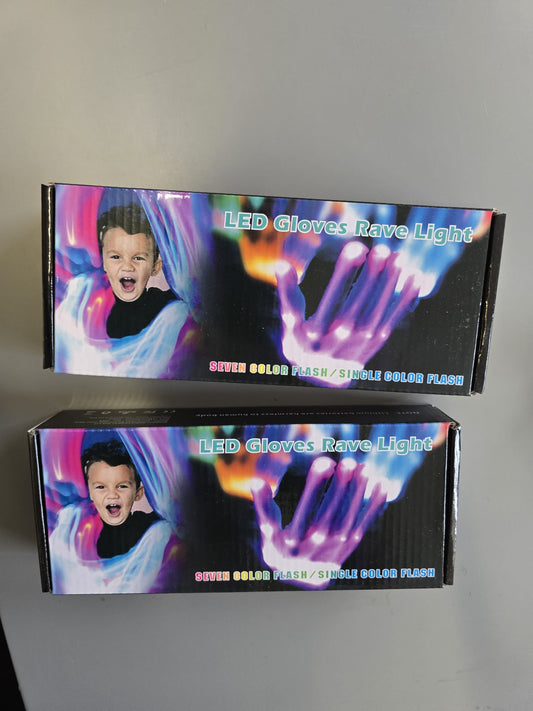 LED Gloves Rave Light
SEVEN COLOR FLASH/SINGLE COLOR FLASH
LED Gloves Rave Light
SEVEN COLOR FLASH/SINGLE COLOR FLASH